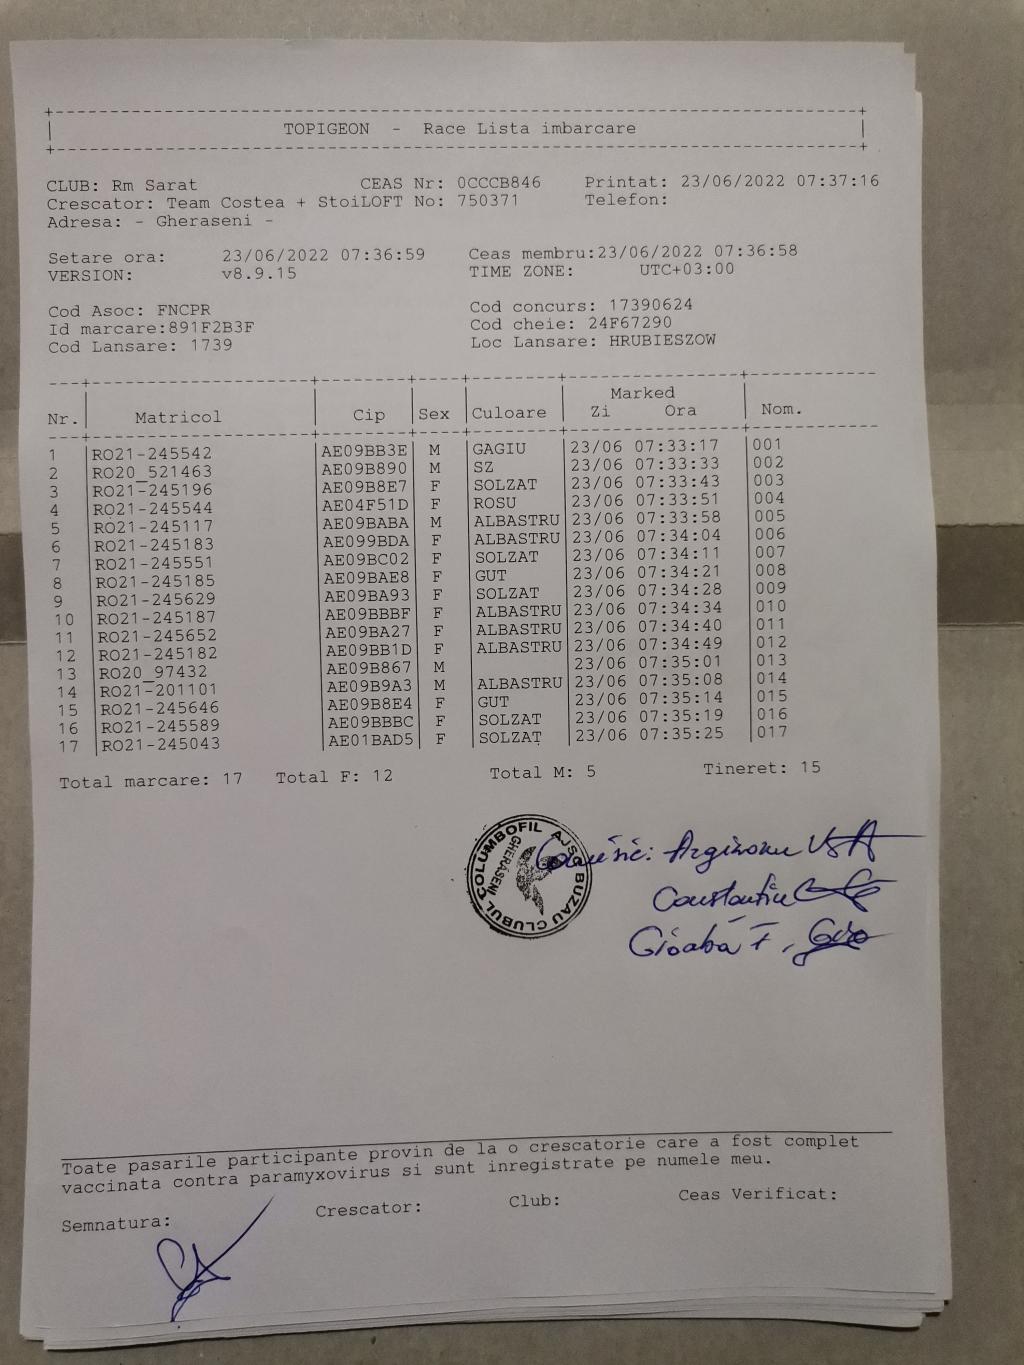 TOPIGEON - Race Lista imbarcare
CLUB: Rm Sarat CEAS Nr: 0CCCB846 Printat: 23/06/2022 07:37:16
Crescator: Team Costea + StoiLOFT No: 750371 Telefon:
Adresa: - Gheraseni -
Setare ora: 23/06/2022 07:36:59 Ceas membru:23/06/2022 07:36:58
VERSION: v8.9.15 TIME ZONE: UTC+03:00
Cod Asoc: FNCPR Cod concurs: 17390624
Id marcare:891F2B3F Cod cheie: 24F67290
Cod Lansare: 1739 Loc Lansare: HRUBIESZOW
Marked
Nr. Matricol Cip Sex Culoare Zi Ora Nom.
1 RO21-245542 AE09BB3E M GAGIU 23/06 07:33:17 001
2 RO20_521463 AE09B890 M SZ 23/06 07:33:33 002
3 RO21-245196 AE09B8E7 F SOLZAT 23/06 07:33:43 003
4 RO21-245544 AE04F51D F ROSU 23/06 07:33:51 004
5 RO21-245117 AE09BABA M ALBASTRU 23/06 07:33:58 005
6 RO21-245183 AE099BDA F ALBASTRU 23/06 07:34:04 006
7 RO21-245551 AE09BC02 F SOLZAT 23/06 07:34:11 007
8 RO21-245185 AE09BAE8 F GUT 23/06 07:34:21 008
9 RO21-245629 AE09BA93 F SOLZAT 23/06 07:34:28 009
10 RO21-245187 AE09BBBF F ALBASTRU 23/06 07:34:34 010
11 RO21-245652 AE09BA27 F ALBASTRU 23/06 07:34:40 011
12 RO21-245182 AE09BB1D F ALBASTRU 23/06 07:34:49 012
13 RO20_97432 AE09B867 M 23/06 07:35:01 013
14 RO21-201101 AE09B9A3 M ALBASTRU 23/06 07:35:08 014
15 RO21-245646 AE09B8E4 F GUT 23/06 07:35:14 015
16 RO21-245589 AE09BBBC F SOLZAT 23/06 07:35:19 016
17 RO21-245043 AE01BAD5 F SOLZAT 23/06 07:35:25 017
Total marcare: 17 Total F: 12 Total M: 5 Tineret: 15
CLUBUL COLUMBOFIL AJSC BUZAU
GHERASENI
Constantin
Gioaba F.
Toate pasarile participante provin de la o crescatorie care a fost complet
vaccinata contra paramyxovirus si sunt inregistrate pe numele meu.
Semnatura: Crescator: Club: Ceas Verificat: